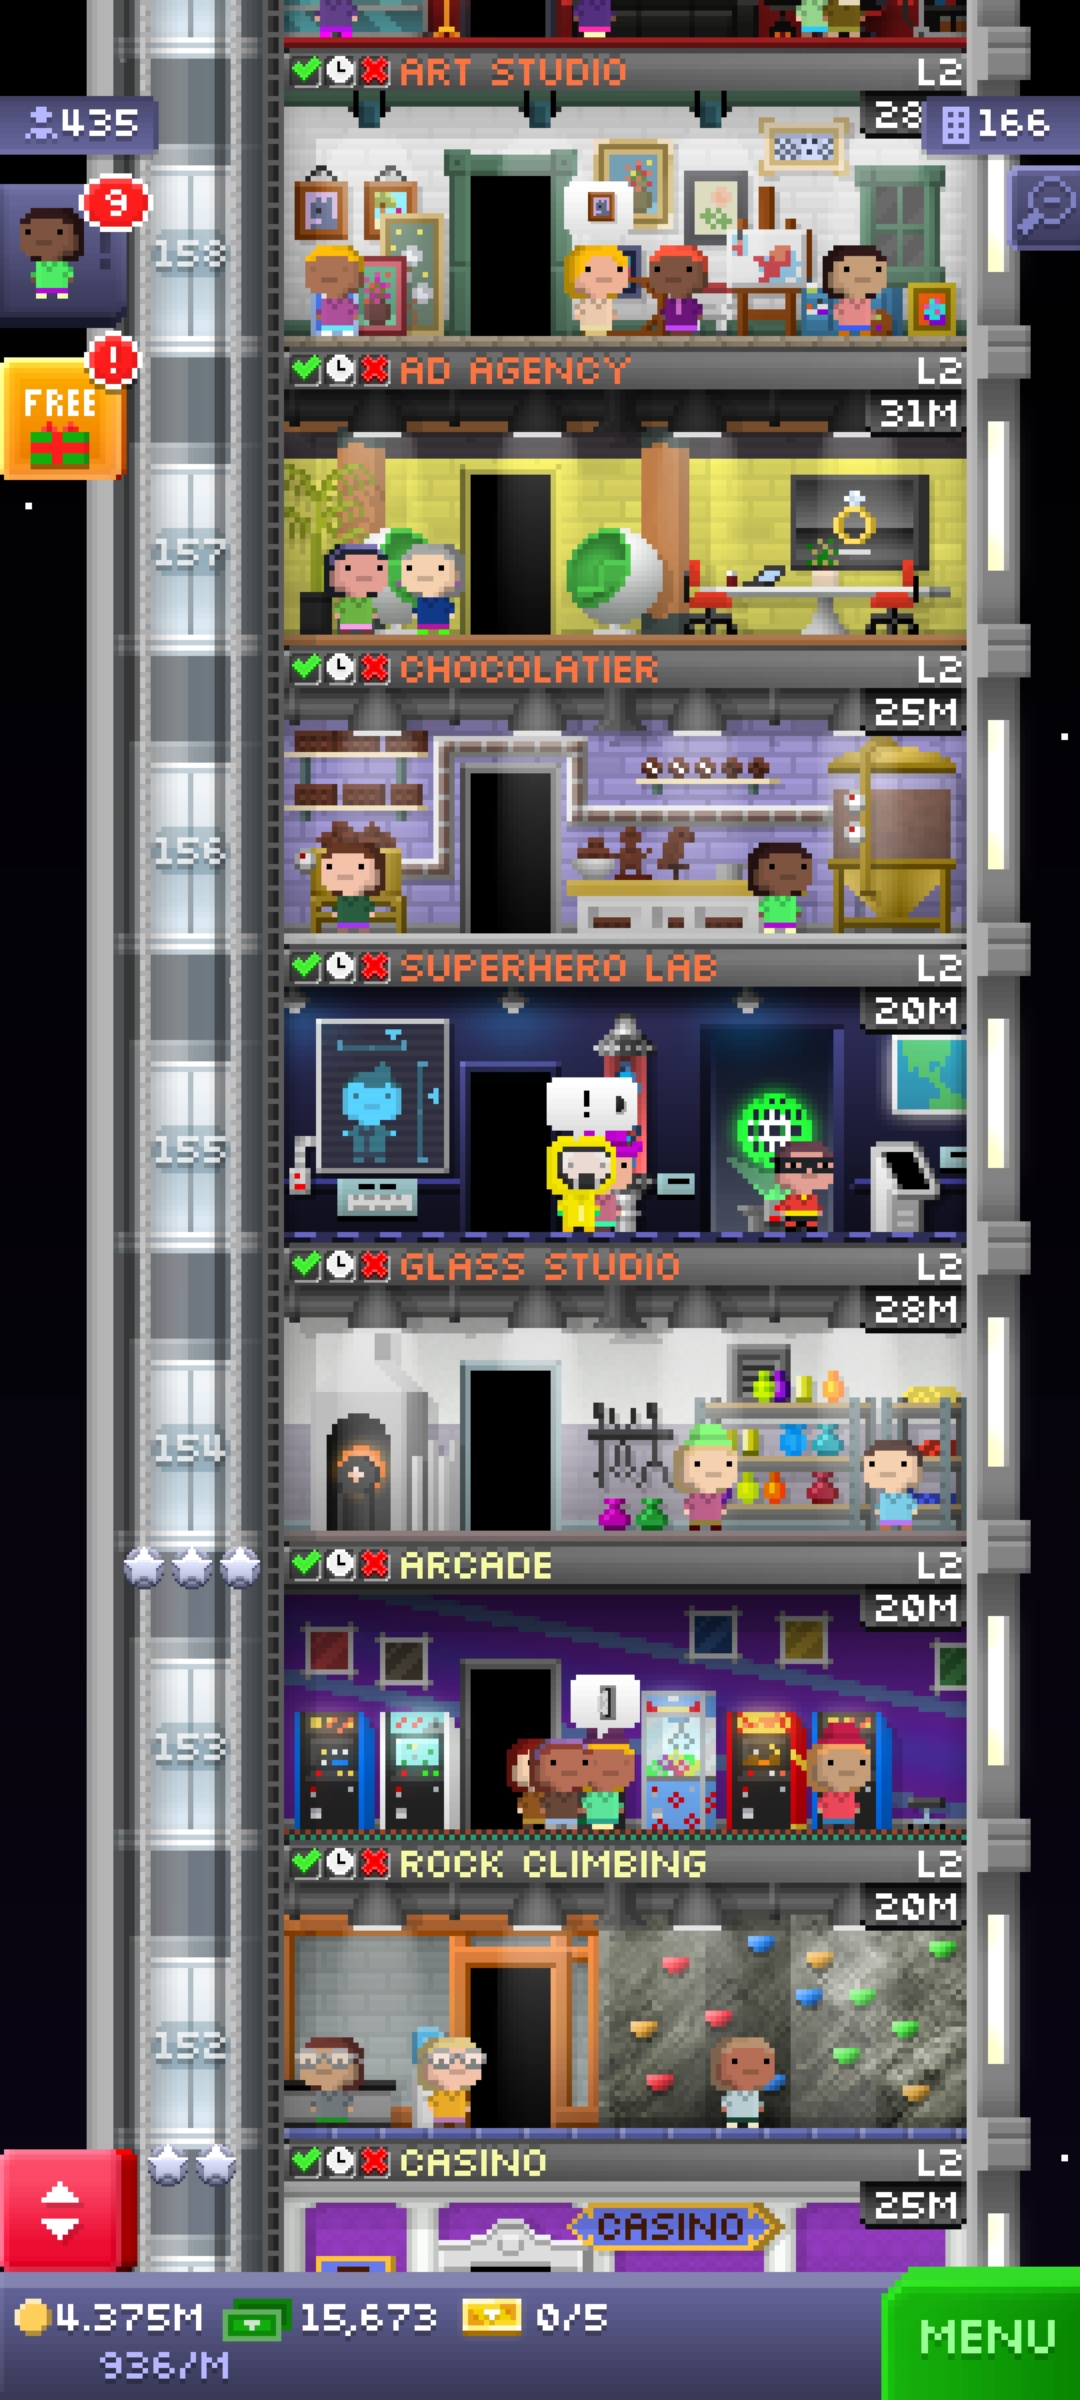 ART STUDIO L2
435
28
166
9
158
!
FREE
AD AGENCY L2
31M
157
CHOCOLATIER L2
25M
156
SUPERHERO LAB L2
20M
!
155
GLASS STUDIO L2
28M
154
ARCADE L2
20M
153
ROCK CLIMBING L2
20M
152
CASINO L2
25M
CASINO
4.375M 15,673 0/5
936/M
MENU